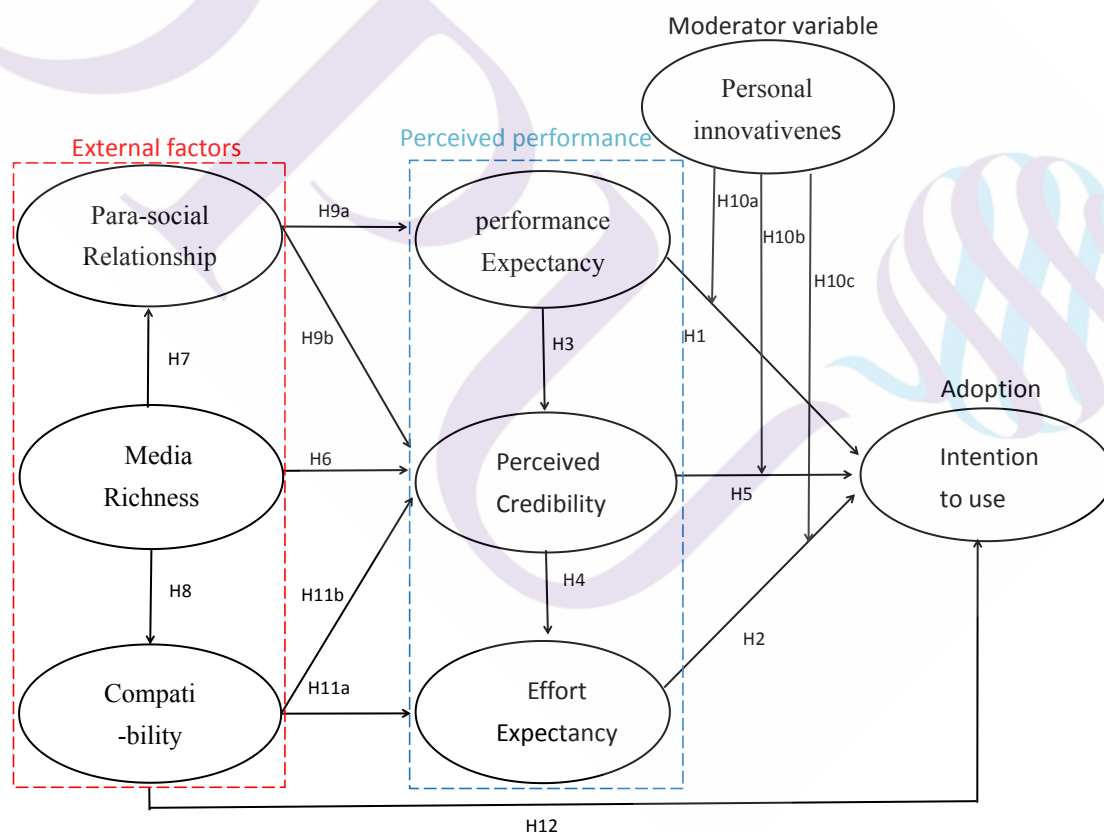 Moderator variable
Personal
innovativenes
External factors
Perceived performance
Para-social
Relationship
H9a
performance
Expectancy
H10a
H10b
H10c
H7
H9b
H3
H1
Adoption
Media
Richness
H6
Perceived
Credibility
H5
Intention
to use
H8
H11b
H4
H2
Compati
-bility
H11a
Effort
Expectancy
H12